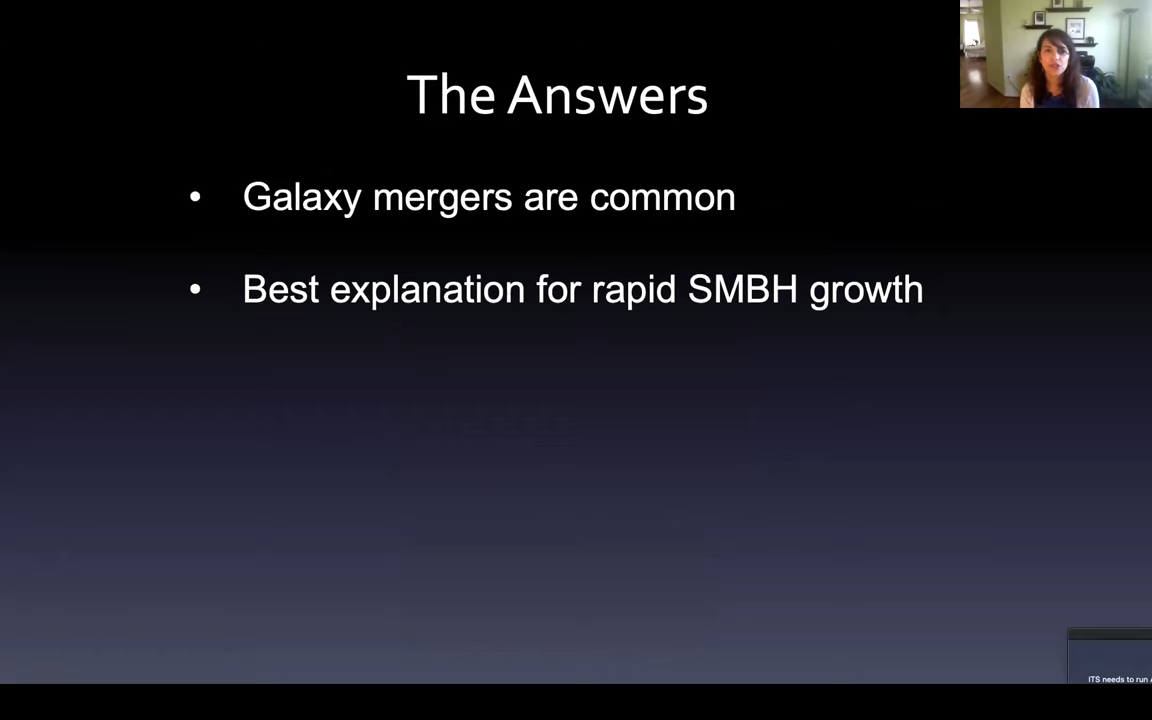 The Answers
• Galaxy mergers are common
• Best explanation for rapid SMBH growth
ITS needs to run